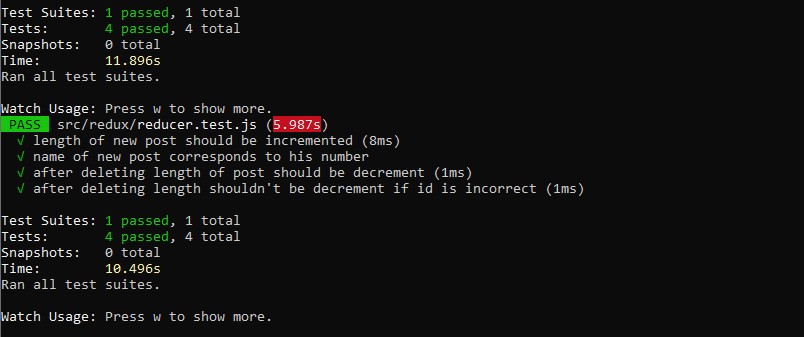 Test Suites: 1 passed, 1 total
Tests:       4 passed, 4 total
Snapshots:   0 total
Time:        11.896s
Ran all test suites.

Watch Usage: Press w to show more.
PASS  src/redux/reducer.test.js (5.987s)
  √ length of new post should be incremented (8ms)
  √ name of new post corresponds to his number
  √ after deleting length of post should be decrement (1ms)
  √ after deleting length shouldn't be decrement if id is incorrect (1ms)

Test Suites: 1 passed, 1 total
Tests:       4 passed, 4 total
Snapshots:   0 total
Time:        10.496s
Ran all test suites.

Watch Usage: Press w to show more.